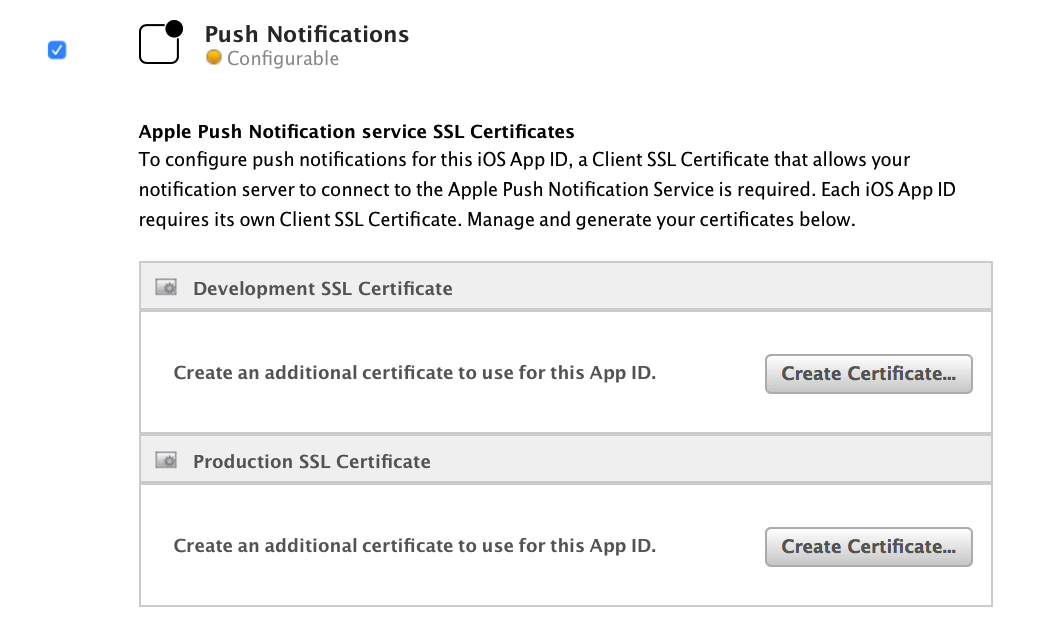 Push Notifications
Configurable
Apple Push Notification service SSL Certificates
To configure push notifications for this iOS App ID, a Client SSL Certificate that allows your
notification server to connect to the Apple Push Notification Service is required. Each iOS App ID
requires its own Client SSL Certificate. Manage and generate your certificates below.
Development SSL Certificate
Create an additional certificate to use for this App ID.
Create Certificate...
Production SSL Certificate
Create an additional certificate to use for this App ID.
Create Certificate...